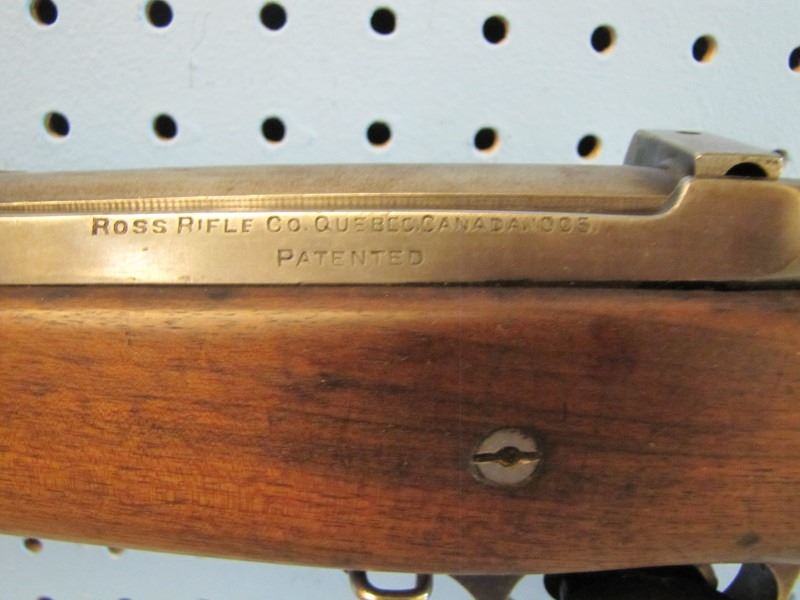 ROSS RIFLE CO. QUEBEC, CANADA, 1905.
PATENTED